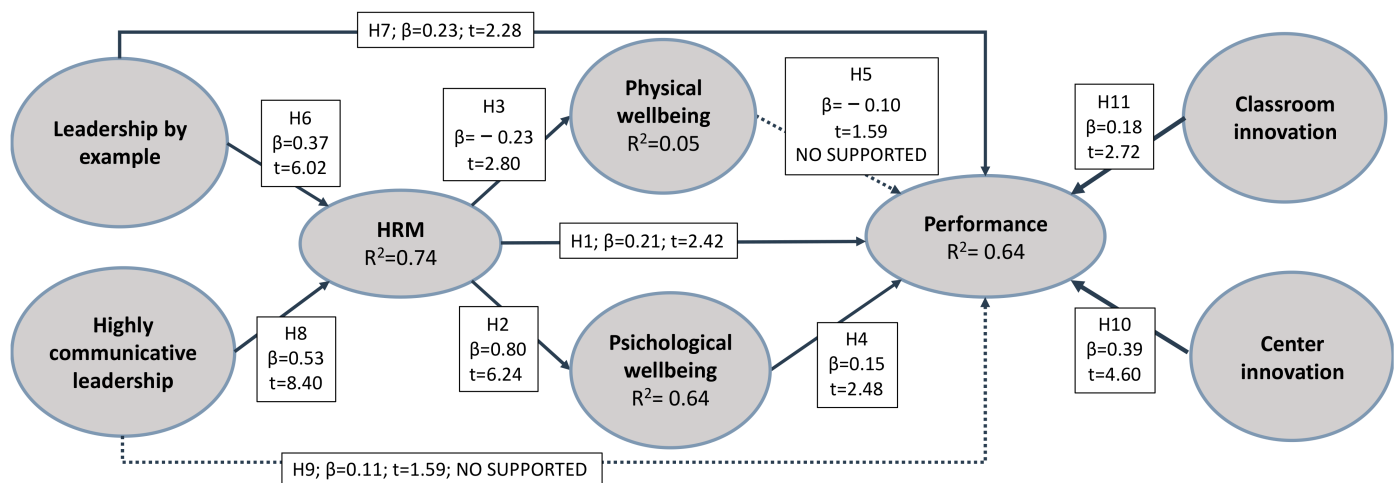 H7; β=0.23; t=2.28
Leadership by
example
H6
β=0.37
t=6.02
H3
β= − 0.23
t=2.80
Physical
wellbeing
R²=0.05
H5
β= − 0.10
t=1.59
NO SUPPORTED
H11
β=0.18
t=2.72
Classroom
innovation
HRM
R²=0.74
H1; β=0.21; t=2.42
Performance
R²= 0.64
Highly
communicative
leadership
H8
β=0.53
t=8.40
H2
β=0.80
t=6.24
Psichological
wellbeing
R²= 0.64
H4
β=0.15
t=2.48
H10
β=0.39
t=4.60
Center
innovation
H9; β=0.11; t=1.59; NO SUPPORTED